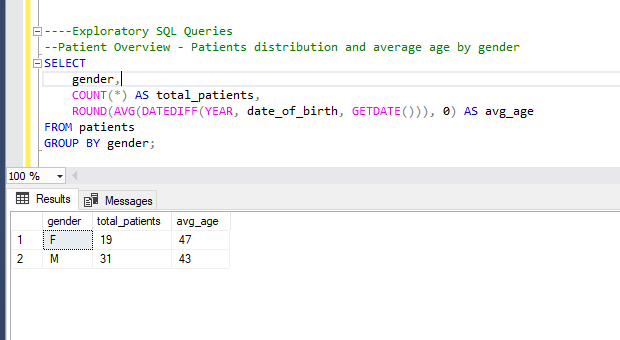 ----Exploratory SQL Queries
--Patient Overview - Patients distribution and average age by gender
SELECT
gender,
COUNT(*) AS total_patients,
ROUND(AVG(DATEDIFF(YEAR, date_of_birth, GETDATE())), 0) AS avg_age
FROM patients
GROUP BY gender;
100 %
Results Messages
gender total_patients avg_age
1 F 19 47
2 M 31 43